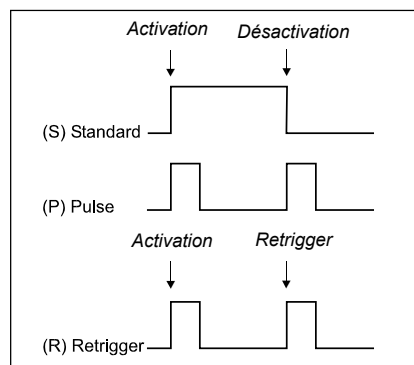 Activation Désactivation
(S) Standard
(P) Pulse
Activation Retrigger
(R) Retrigger